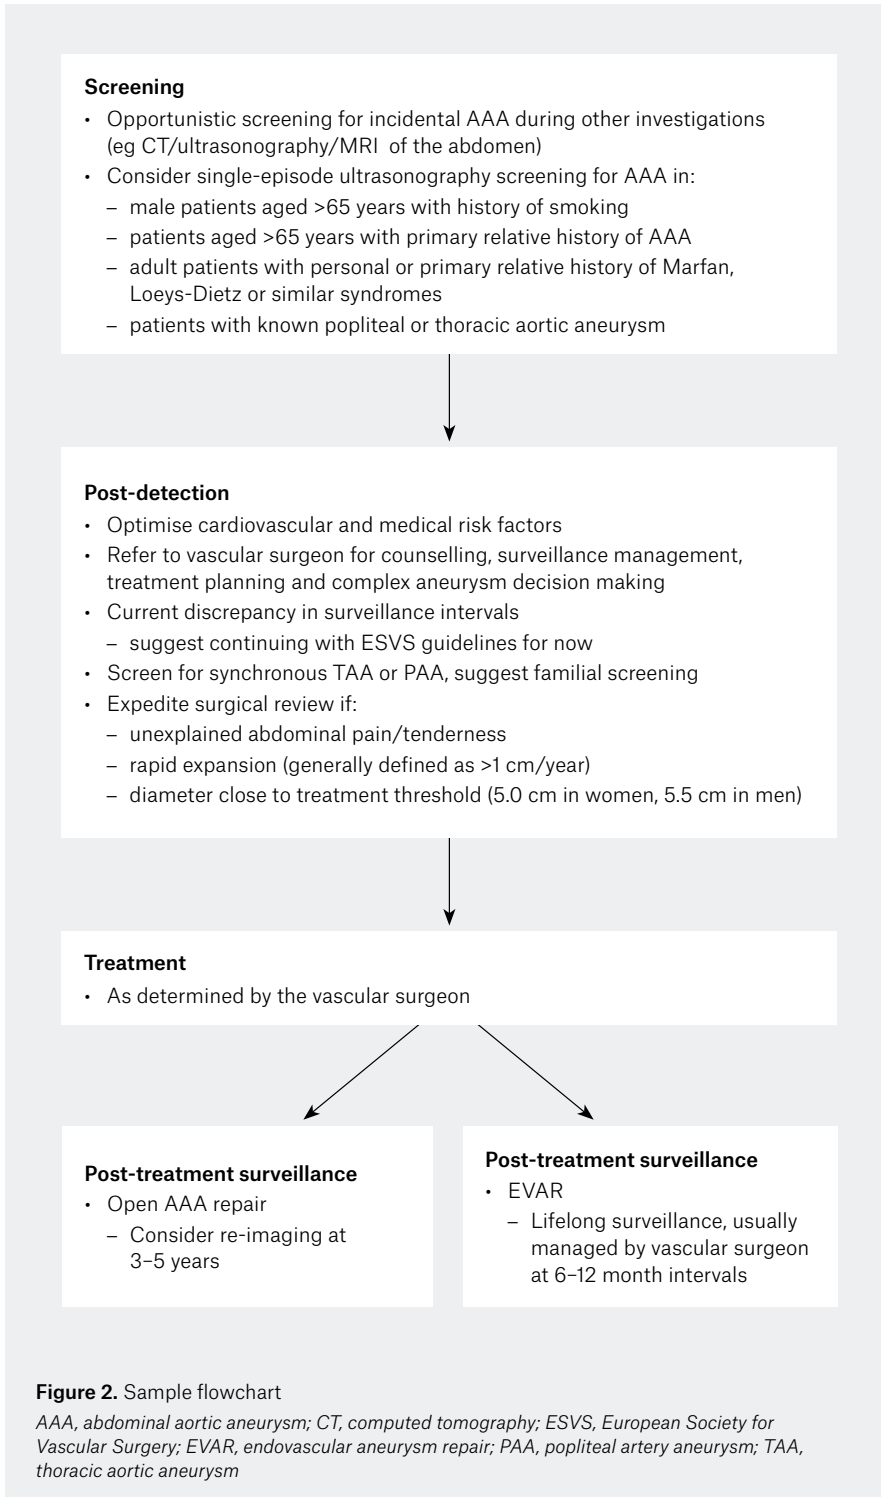 Screening
• Opportunistic screening for incidental AAA during other investigations
(eg CT/ultrasonography/MRI of the abdomen)
• Consider single-episode ultrasonography screening for AAA in:
– male patients aged >65 years with history of smoking
– patients aged >65 years with primary relative history of AAA
– adult patients with personal or primary relative history of Marfan,
Loeys-Dietz or similar syndromes
– patients with known popliteal or thoracic aortic aneurysm
Post-detection
• Optimise cardiovascular and medical risk factors
• Refer to vascular surgeon for counselling, surveillance management,
treatment planning and complex aneurysm decision making
• Current discrepancy in surveillance intervals
– suggest continuing with ESVS guidelines for now
• Screen for synchronous TAA or PAA, suggest familial screening
• Expedite surgical review if:
– unexplained abdominal pain/tenderness
– rapid expansion (generally defined as >1 cm/year)
– diameter close to treatment threshold (5.0 cm in women, 5.5 cm in men)
Treatment
• As determined by the vascular surgeon
Post-treatment surveillance
• Open AAA repair
– Consider re-imaging at
3–5 years
Post-treatment surveillance
• EVAR
– Lifelong surveillance, usually
managed by vascular surgeon
at 6–12 month intervals
Figure 2. Sample flowchart
AAA, abdominal aortic aneurysm; CT, computed tomography; ESVS, European Society for
Vascular Surgery; EVAR, endovascular aneurysm repair; PAA, popliteal artery aneurysm; TAA,
thoracic aortic aneurysm